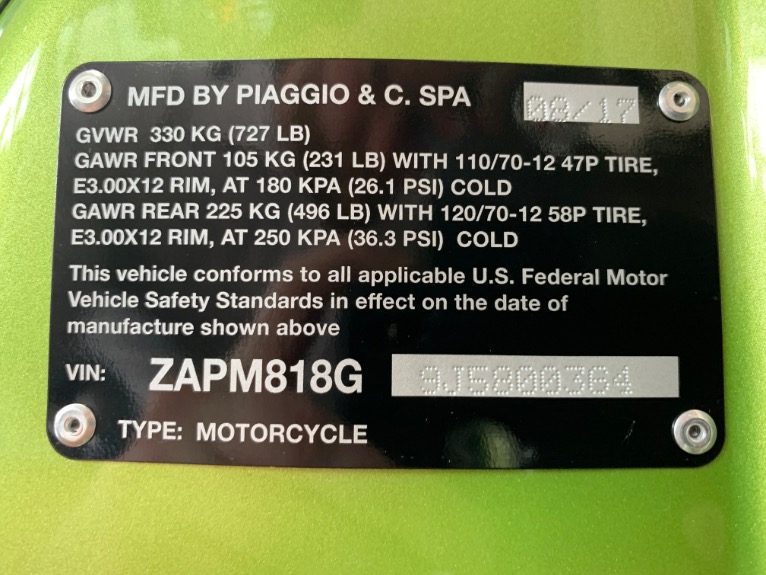 MFD BY PIAGGIO & C. SPA 08/17
GVWR 330 KG (727 LB)
GAWR FRONT 105 KG (231 LB) WITH 110/70-12 47P TIRE,
E3.00X12 RIM, AT 180 KPA (26.1 PSI) COLD
GAWR REAR 225 KG (496 LB) WITH 120/70-12 58P TIRE,
E3.00X12 RIM, AT 250 KPA (36.3 PSI) COLD
This vehicle conforms to all applicable U.S. Federal Motor
Vehicle Safety Standards in effect on the date of
manufacture shown above
VIN: ZAPM818G 9J5800364
TYPE: MOTORCYCLE